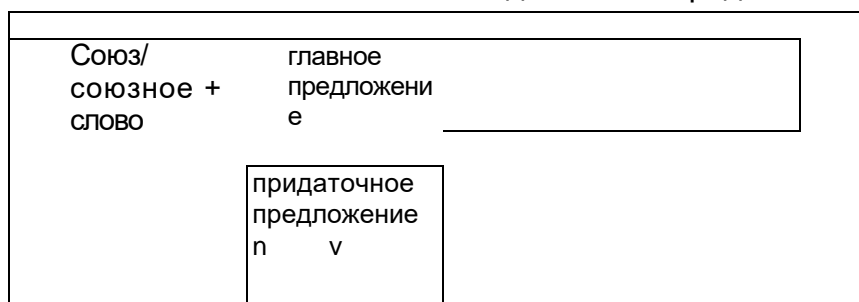 Союз/
союзное +
слово
главное
предложени
е
придаточное
предложение
n v